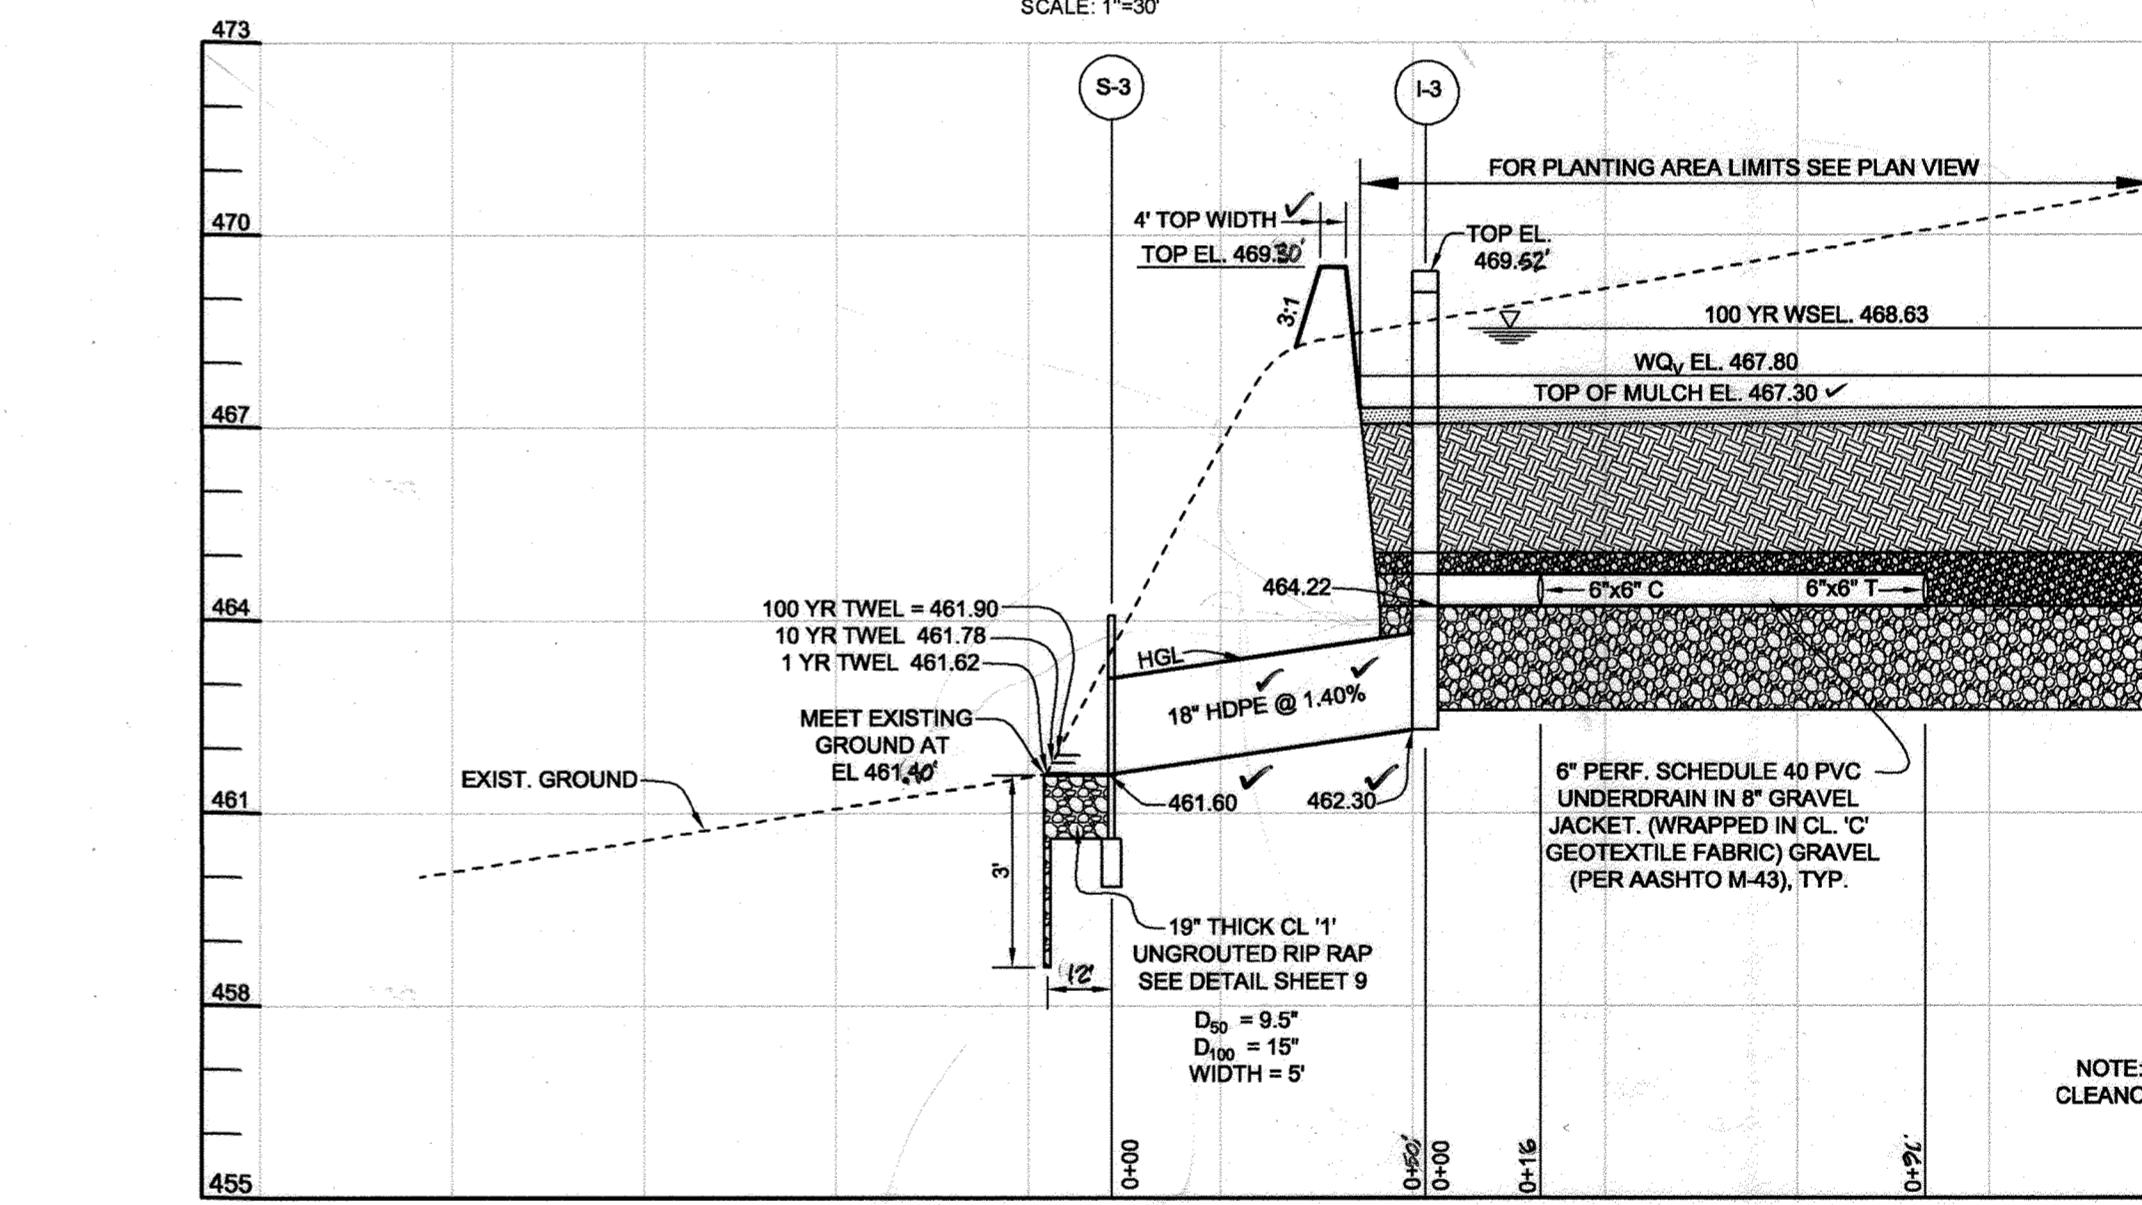 SCALE: 1"=30'
473
S-3
I-3
FOR PLANTING AREA LIMITS SEE PLAN VIEW
4' TOP WIDTH
TOP EL. 469.30'
470
TOP EL.
469.52'
3:1
100 YR WSEL. 468.63
WQV EL. 467.80
TOP OF MULCH EL. 467.30
467
464.22
6"x6" C
6"x6" T
464
100 YR TWEL = 461.90
10 YR TWEL 461.78
1 YR TWEL 461.62
HGL
18" HDPE @ 1.40%
MEET EXISTING
GROUND AT
EL 461.40'
EXIST. GROUND
461
461.60
462.30
6" PERF. SCHEDULE 40 PVC
UNDERDRAIN IN 8" GRAVEL
JACKET. (WRAPPED IN CL. 'C'
GEOTEXTILE FABRIC) GRAVEL
(PER AASHTO M-43), TYP.
3'
19" THICK CL '1'
UNGROUTED RIP RAP
SEE DETAIL SHEET 9
12'
458
D50 = 9.5"
D100 = 15"
WIDTH = 5'
NOTE:
CLEANO
0+00
0+50'
0+00
0+16
0+76'
455